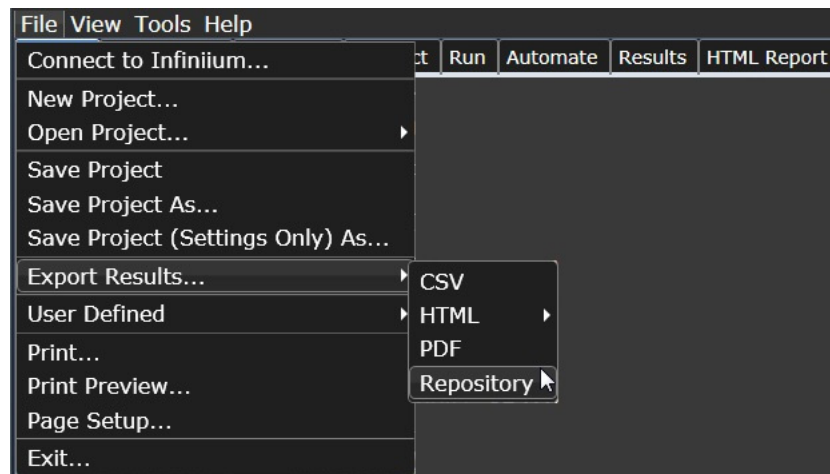 File View Tools Help
Connect to Infiniium...
ct Run Automate Results HTML Report
New Project...
Open Project...
Save Project
Save Project As...
Save Project (Settings Only) As...
Export Results...
CSV
User Defined
HTML
Print...
PDF
Print Preview...
Repository
Page Setup...
Exit...